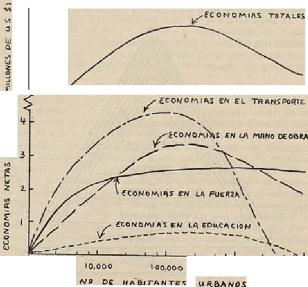 ECONOMIAS TOTALES
MILLONES DE U S $)
ECONOMIAS EN EL TRANSPORTE
ECONOMIAS EN LA MANO DE OBRA
ECONOMIAS EN LA FUERZA
ECONOMIAS EN LA EDUCACION
ECONOMIAS NETAS
4
3
2
1
10,000 100,000
Nº DE HABITANTES URBANOS